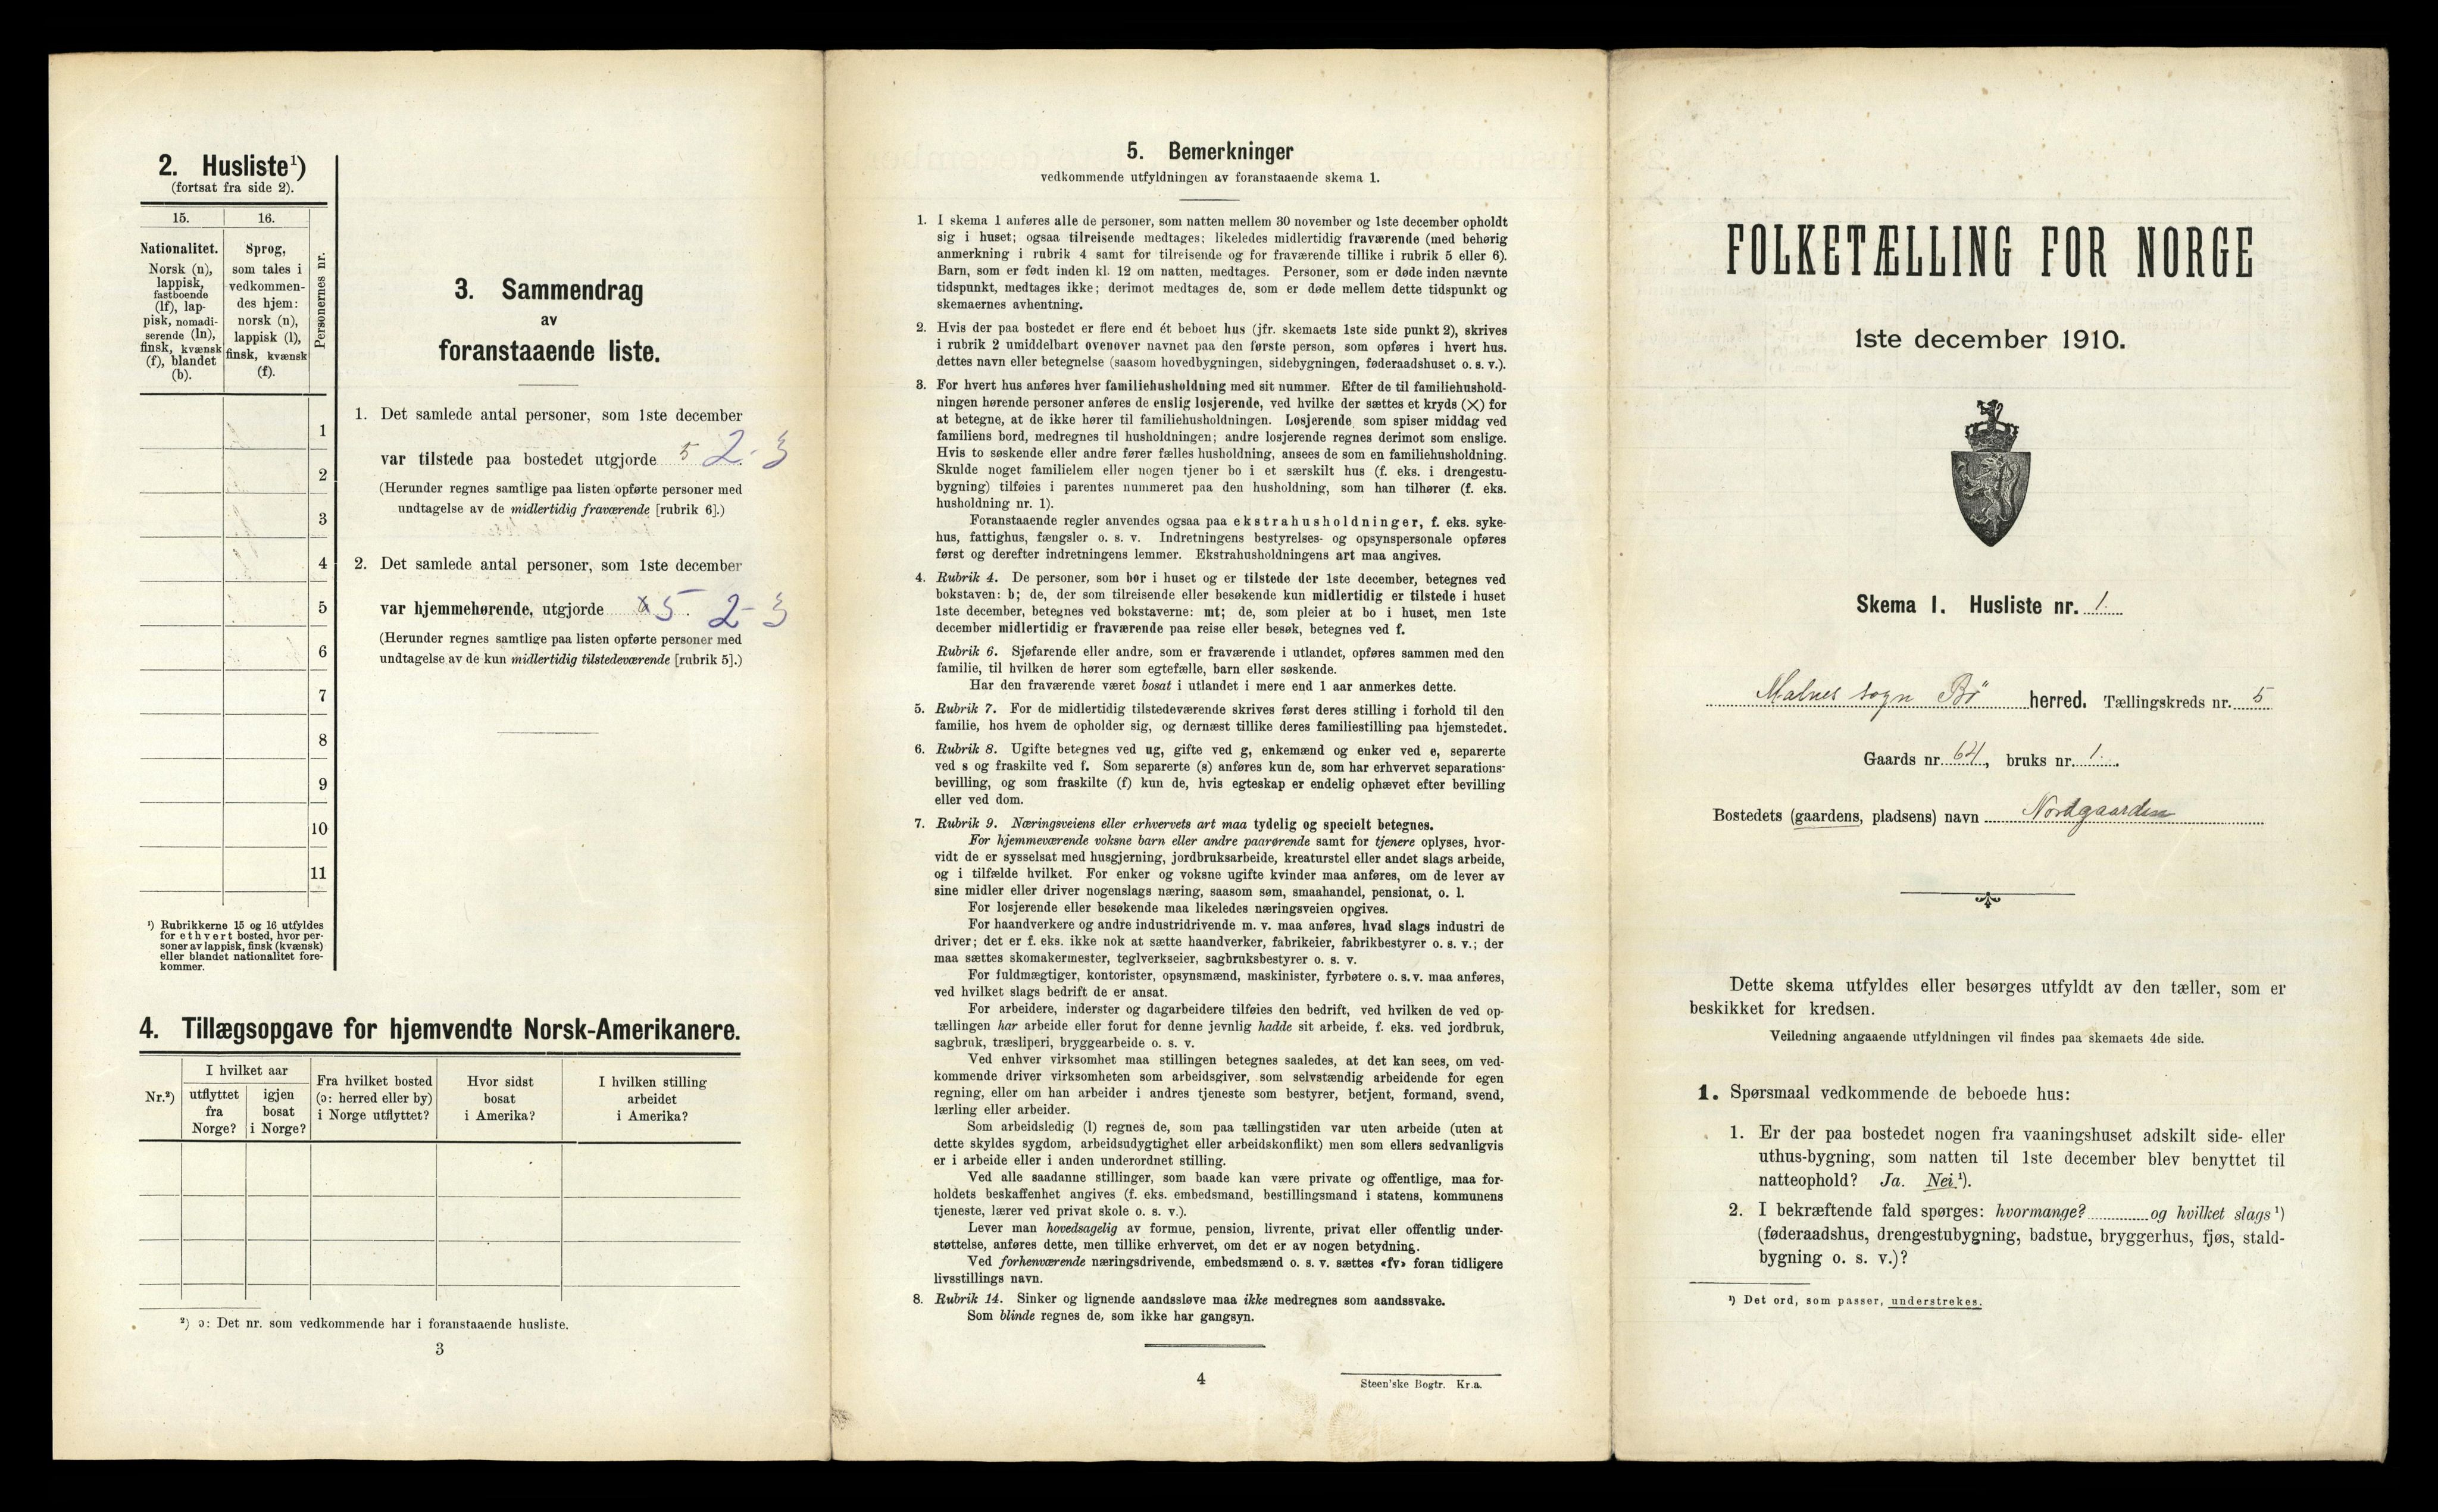 2. Husliste¹)
(fortsat fra side 2).
15.
16.
Personernes nr.
Nationalitet.
Norsk (n),
lappisk,
fastboende
(lf), lap-
pisk, nomadi-
serende (ln),
finsk, kvænsk
(f), blandet
(b).
Sprog,
som tales i
vedkommen-
des hjem:
norsk (n),
lappisk (l),
finsk, kvænsk
(f).
1
2
3
4
5
6
7
8
9
10
11
¹) Rubrikkerne 15 og 16 utfyldes
for ethvert bosted, hvor per-
soner av lappisk, finsk (kvænsk)
eller blandet nationalitet fore-
kommer.
3. Sammendrag
av
foranstaaende liste.
1. Det samlede antal personer, som 1ste december
var tilstede paa bostedet utgjorde 5 2-3
(Herunder regnes samtlige paa listen opførte personer med
undtagelse av de midlertidig fraværende [rubrik 6].)
2. Det samlede antal personer, som 1ste december
var hjemmehørende, utgjorde 5. 2-3
(Herunder regnes samtlige paa listen opførte personer med
undtagelse av de kun midlertidig tilstedeværende [rubrik 5].)
4. Tillægsopgave for hjemvendte Norsk-Amerikanere.
Nr.²)
I hvilket aar
utflyttet
fra
Norge?
igjen
bosat
i Norge?
Fra hvilket bosted
(ɔ: herred eller by)
i Norge utflyttet?
Hvor sidst
bosat
i Amerika?
I hvilken stilling
arbeidet
i Amerika?
²) ɔ: Det nr. som vedkommende har i foranstaaende husliste.
3
5. Bemerkninger
vedkommende utfyldningen av foranstaaende skema 1.
1. I skema 1 anføres alle de personer, som natten mellem 30 november og 1ste december opholdt
sig i huset; ogsaa tilreisende medtages; likeledes midlertidig fraværende (med behørig
anmerkning i rubrik 4 samt for tilreisende og for fraværende tillike i rubrik 5 eller 6).
Barn, som er født inden kl. 12 om natten, medtages. Personer, som er døde inden nævnte
tidspunkt, medtages ikke; derimot medtages de, som er døde mellem dette tidspunkt og
skemaernes avhentning.
2. Hvis der paa bostedet er flere end ét beboet hus (jfr. skemaets 1ste side punkt 2), skrives
i rubrik 2 umiddelbart ovenover navnet paa den første person, som opføres i hvert hus.
dettes navn eller betegnelse (saasom hovedbygningen, sidebygningen, føderaadshuset o. s. v.).
3. For hvert hus anføres hver familiehusholdning med sit nummer. Efter de til familiehushold-
ningen hørende personer anføres de enslig losjerende, ved hvilke der sættes et kryds (×) for
at betegne, at de ikke hører til familiehusholdningen. Losjerende som spiser middag ved
familiens bord, medregnes til husholdningen; andre losjerende regnes derimot som enslige.
Hvis to søskende eller andre fører fælles husholdning, ansees de som en familiehusholdning.
Skulde noget familielem eller nogen tjener bo i et særskilt hus (f. eks. i drengestu-
bygning) tilføies i parentes nummeret paa den husholdning, som han tilhører (f. eks.
husholdning nr. 1).
Foranstaaende regler anvendes ogsaa paa ekstrahusholdninger, f. eks. syke-
hus, fattighus, fængsler o. s. v. Indretningens bestyrelses- og opsynspersonale opføres
først og derefter indretningens lemmer. Ekstrahusholdningens art maa angives.
4. Rubrik 4. De personer, som bor i huset og er tilstede der 1ste december, betegnes ved
bokstaven: b; de, der som tilreisende eller besøkende kun midlertidig er tilstede i huset
1ste december, betegnes ved bokstaverne: mt; de, som pleier at bo i huset, men 1ste
december midlertidig er fraværende paa reise eller besøk, betegnes ved f.
Rubrik 6. Sjøfarende eller andre, som er fraværende i utlandet, opføres sammen med den
familie, til hvilken de hører som egtefælle, barn eller søskende.
Har den fraværende været bosat i utlandet i mere end 1 aar anmerkes dette.
5. Rubrik 7. For de midlertidig tilstedeværende skrives først deres stilling i forhold til den
familie, hos hvem de opholder sig, og dernæst tillike deres familiestilling paa hjemstedet.
6. Rubrik 8. Ugifte betegnes ved ug, gifte ved g, enkemænd og enker ved e, separerte
ved s og fraskilte ved f. Som separerte (s) anføres kun de, som har erhvervet separations-
bevilling, og som fraskilte (f) kun de, hvis egteskap er endelig ophævet efter bevilling
eller ved dom.
7. Rubrik 9. Næringsveiens eller erhvervets art maa tydelig og specielt betegnes.
For hjemmeværende voksne barn eller andre paarørende samt for tjenere oplyses, hvor-
vidt de er sysselsat med husgjerning, jordbruksarbeide, kreaturstel eller andet slags arbeide,
og i tilfælde hvilket. For enker og voksne ugifte kvinder maa anføres, om de lever av
sine midler eller driver nogenslags næring, saasom søm, smaahandel, pensionat, o. l.
For losjerende eller besøkende maa likeledes næringsveien opgives.
For haandverkere og andre industridrivende m. v. maa anføres, hvad slags industri de
driver; det er f. eks. ikke nok at sætte haandverker, fabrikeier, fabrikbestyrer o. s. v.; der
maa sættes skomakermester, teglverkseier, sagbruksbestyrer o. s. v.
For fuldmægtiger, kontorister, opsynsmænd, maskinister, fyrbøtere o. s. v. maa anføres,
ved hvilket slags bedrift de er ansat.
For arbeidere, inderster og dagarbeidere tilføies den bedrift, ved hvilken de ved op-
tællingen har arbeide eller forut for denne jevnlig hadde sit arbeide, f. eks. ved jordbruk,
sagbruk, træsliperi, bryggearbeide o. s. v.
Ved enhver virksomhet maa stillingen betegnes saaledes, at det kan sees, om ved-
kommende driver virksomheten som arbeidsgiver, som selvstændig arbeidende for egen
regning, eller om han arbeider i andres tjeneste som bestyrer, betjent, formand, svend,
lærling eller arbeider.
Som arbeidsledig (l) regnes de, som paa tællingstiden var uten arbeide (uten at
dette skyldes sygdom, arbeidsudygtighet eller arbeidskonflikt) men som ellers sedvanligvis
er i arbeide eller i anden underordnet stilling.
Ved alle saadanne stillinger, som baade kan være private og offentlige, maa for-
holdets beskaffenhet angives (f. eks. embedsmand, bestillingsmand i statens, kommunens
tjeneste, lærer ved privat skole o. s. v.).
Lever man hovedsagelig av formue, pension, livrente, privat eller offentlig under-
støttelse, anføres dette, men tillike erhvervet, om det er av nogen betydning.
Ved forhenværende næringsdrivende, embedsmænd o. s. v. sættes «fv» foran tidligere
livsstillings navn.
8. Rubrik 14. Sinker og lignende aandssløve maa ikke medregnes som aandssvake.
Som blinde regnes de, som ikke har gangsyn.
4
Steen'ske Bogtr. Kr.a.
FOLKETÆLLING FOR NORGE
1ste december 1910.
Skema 1. Husliste nr. 1.
Malnes sogn Bö herred. Tællingskreds nr. 5
Gaards nr. 64, bruks nr. 1.
Bostedets (gaardens, pladsens) navn Nordgaarden
Dette skema utfyldes eller besørges utfyldt av den tæller, som er
beskikket for kredsen.
Veiledning angaaende utfyldningen vil findes paa skemaets 4de side.
1. Spørsmaal vedkommende de beboede hus:
1. Er der paa bostedet nogen fra vaaningshuset adskilt side- eller
uthus-bygning, som natten til 1ste december blev benyttet til
natteophold? Ja. Nei ¹).
2. I bekræftende fald spørges: hvormange? og hvilket slags ¹)
(føderaadshus, drengestubygning, badstue, bryggerhus, fjøs, stald-
bygning o. s. v.)?
¹) Det ord, som passer, understrekes.